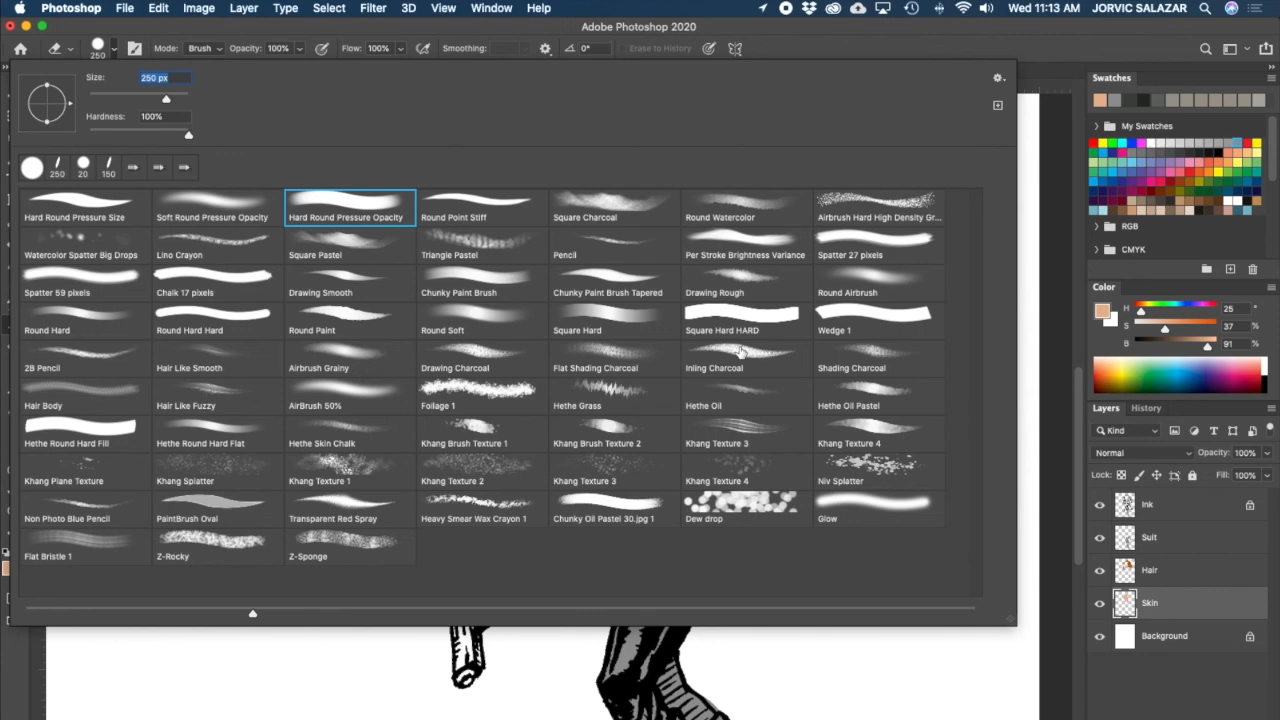 Photoshop File Edit Image Layer Type Select Filter 3D View Window Help Wed 11:13 AM JORVIC SALAZAR
Adobe Photoshop 2020
250 Mode: Brush Opacity: 100% Flow: 100% Smoothing: 0° Erase to History
Size: 250 px
Hardness: 100%
250 20 150
Hard Round Pressure Size Soft Round Pressure Opacity Hard Round Pressure Opacity Round Point Stiff Square Charcoal Round Watercolor Airbrush Hard High Density Gr...
Watercolor Spatter Big Drops Lino Crayon Square Pastel Triangle Pastel Pencil Per Stroke Brightness Variance Spatter 27 pixels
Spatter 59 pixels Chalk 17 pixels Drawing Smooth Chunky Paint Brush Chunky Paint Brush Tapered Drawing Rough Round Airbrush
Round Hard Round Hard Hard Round Paint Round Soft Square Hard Square Hard HARD Wedge 1
2B Pencil Hair Like Smooth Airbrush Grainy Drawing Charcoal Flat Shading Charcoal Inling Charcoal Shading Charcoal
Hair Body Hair Like Fuzzy AirBrush 50% Foilage 1 Hethe Grass Hethe Oil Hethe Oil Pastel
Hethe Round Hard Fill Hethe Round Hard Flat Hethe Skin Chalk Khang Brush Texture 1 Khang Brush Texture 2 Khang Texture 3 Khang Texture 4
Khang Plane Texture Khang Splatter Khang Texture 1 Khang Texture 2 Khang Texture 3 Khang Texture 4 Niv Splatter
Non Photo Blue Pencil PaintBrush Oval Transparent Red Spray Heavy Smear Wax Crayon 1 Chunky Oil Pastel 30.jpg 1 Dew drop Glow
Flat Bristle 1 Z-Rocky Z-Sponge
Swatches
My Swatches
RGB
CMYK
Color
H 25 °
S 37 %
B 91 %
Layers History
Kind
Normal Opacity: 100%
Lock: Fill: 100%
Ink
Suit
Hair
Skin
Background